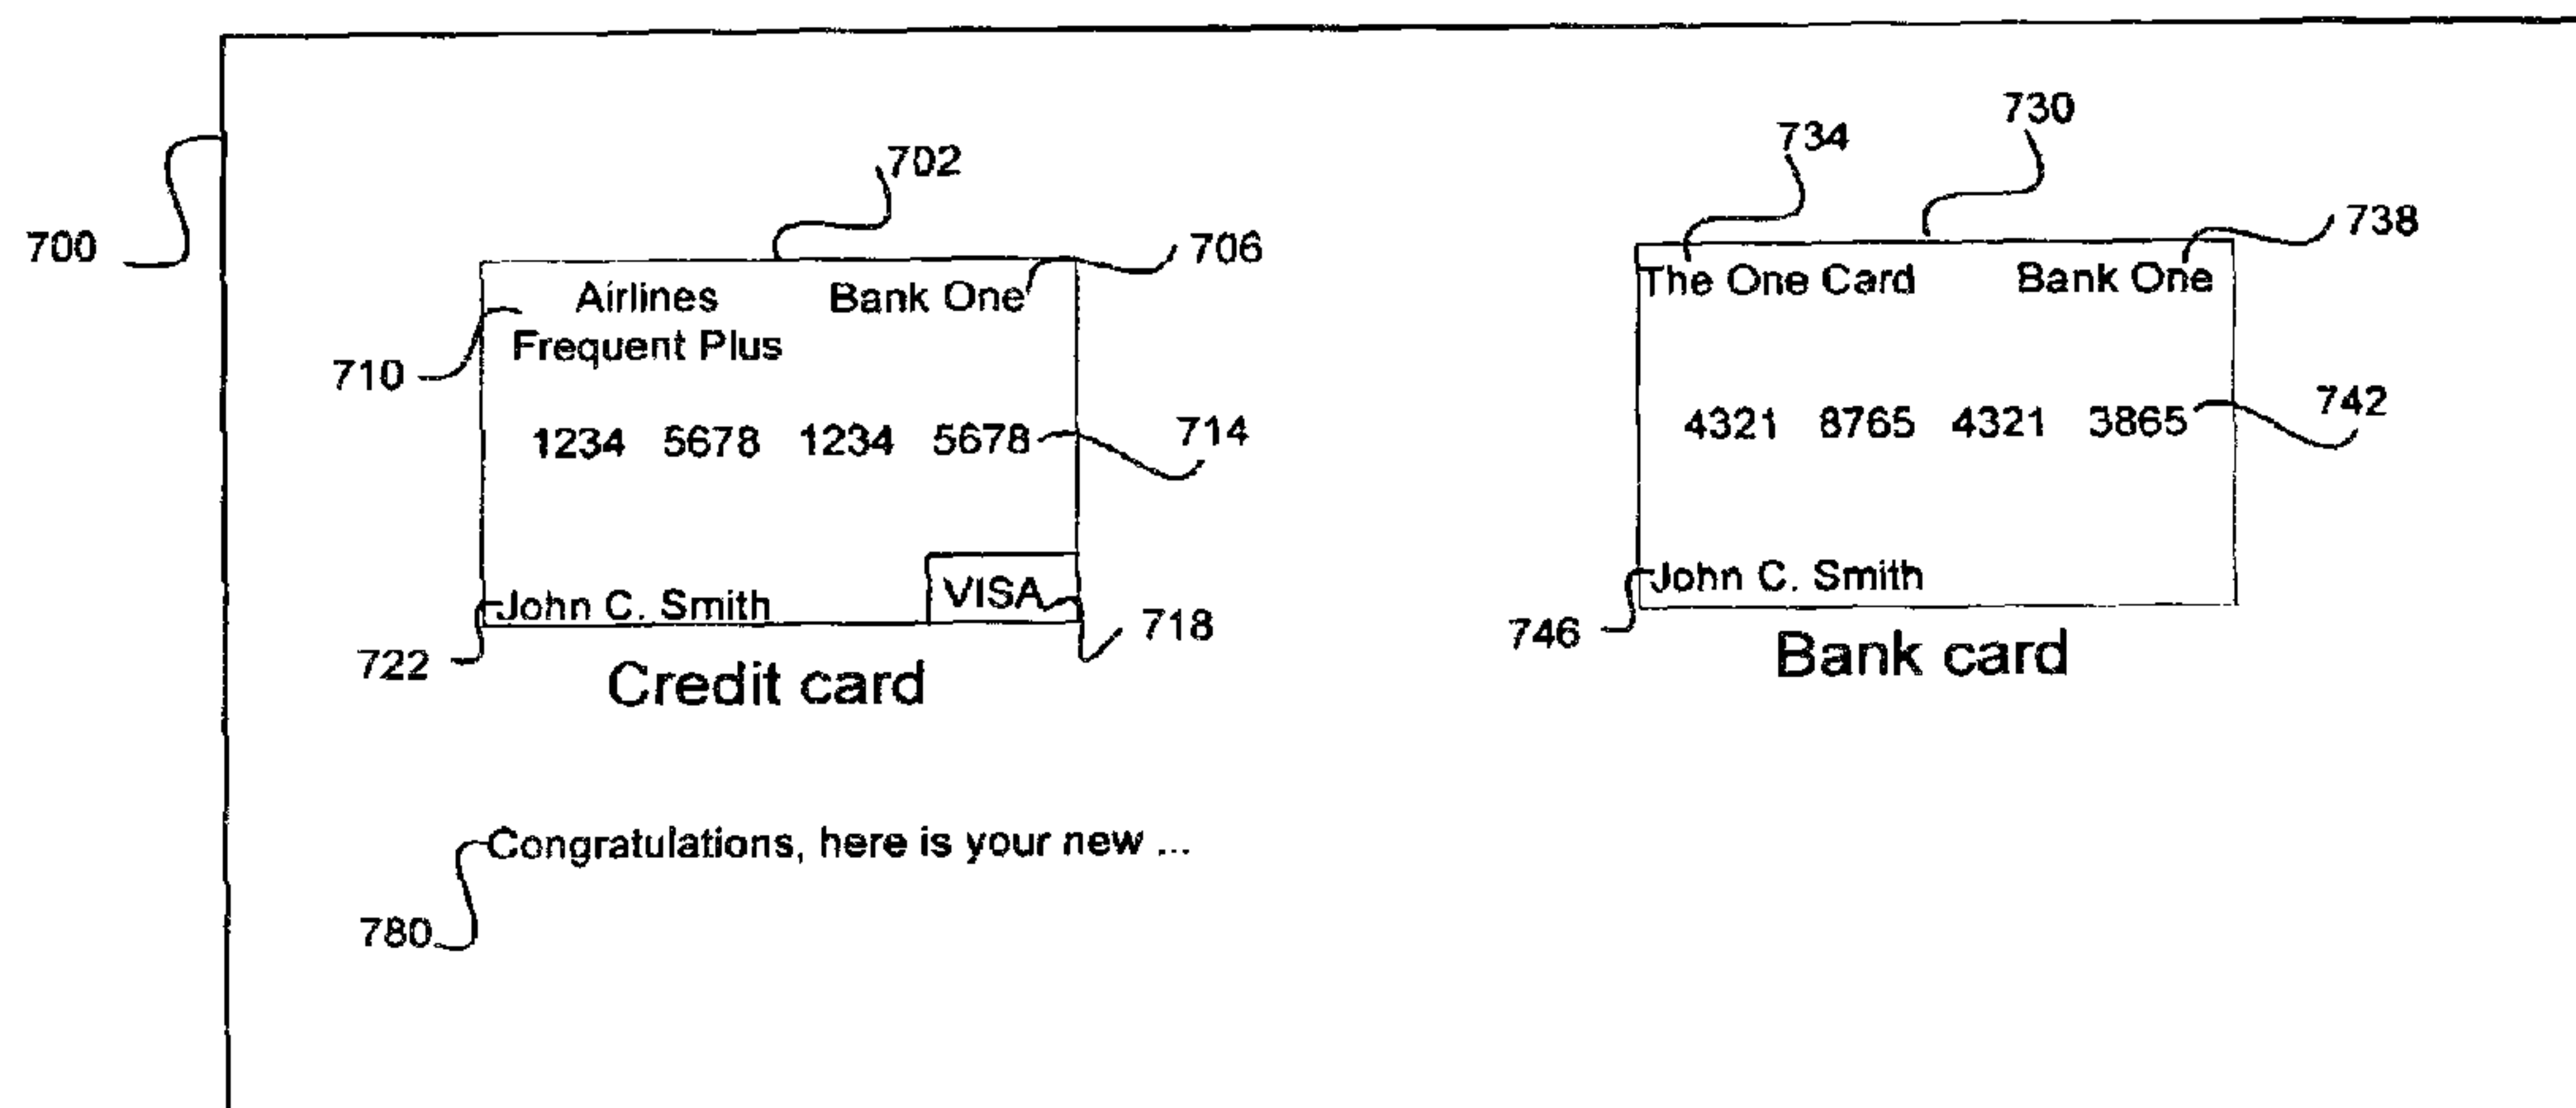 730
734
702
738
700
706
The One Card Bank One
Airlines Bank One
Frequent Plus
710
742
4321 8765 4321 3865
714
1234 5678 1234 5678
John C. Smith
VISA
John C. Smith
718
746
722
Bank card
Credit card
Congratulations, here is your new ...
780